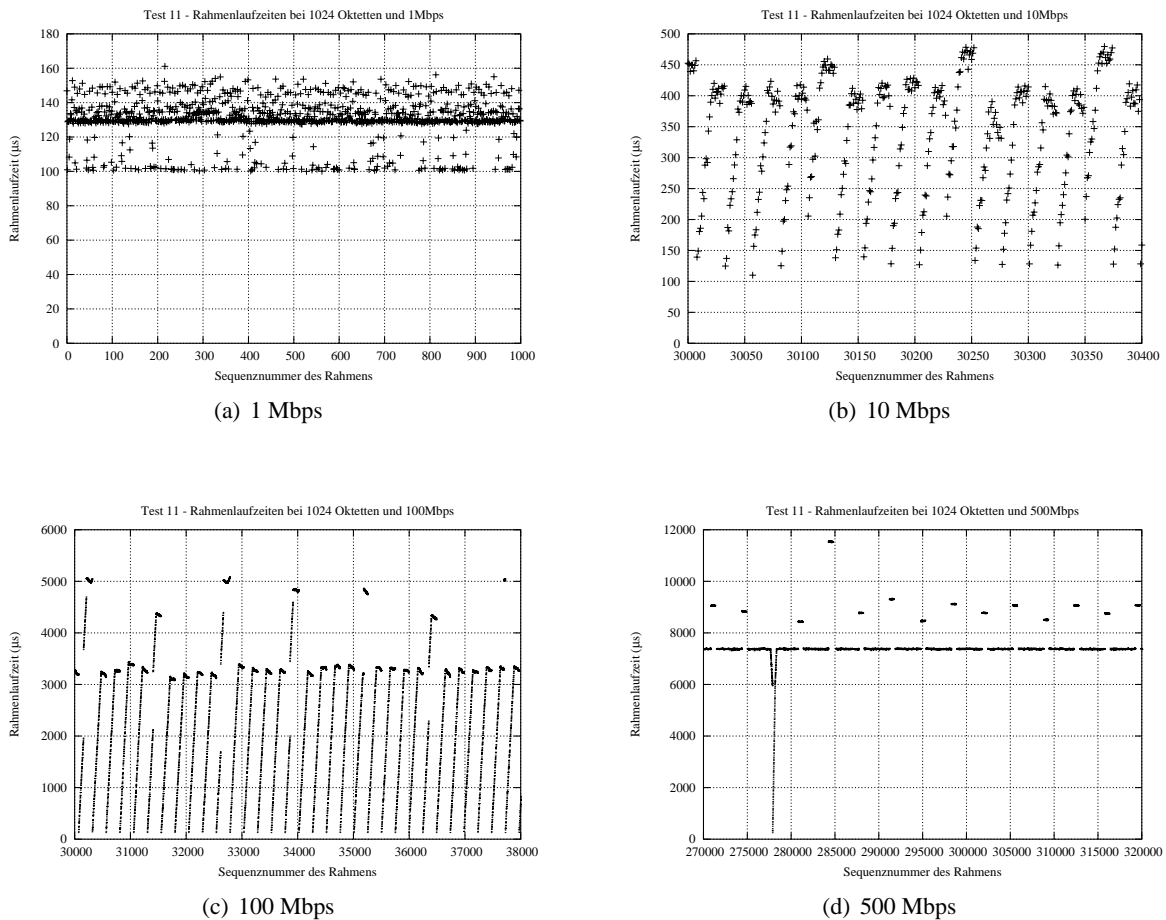 Test 11 - Rahmenlaufzeiten bei 1024 Oktetten und 1Mbps
180
160
140
120
100
80
60
40
20
0
Rahmenlaufzeit (µs)
0 100 200 300 400 500 600 700 800 900 1000
Sequenznummer des Rahmens
(a) 1 Mbps
Test 11 - Rahmenlaufzeiten bei 1024 Oktetten und 10Mbps
500
450
400
350
300
250
200
150
100
50
0
Rahmenlaufzeit (µs)
30000 30050 30100 30150 30200 30250 30300 30350 30400
Sequenznummer des Rahmens
(b) 10 Mbps
Test 11 - Rahmenlaufzeiten bei 1024 Oktetten und 100Mbps
6000
5000
4000
3000
2000
1000
0
Rahmenlaufzeit (µs)
30000 31000 32000 33000 34000 35000 36000 37000 38000
Sequenznummer des Rahmens
(c) 100 Mbps
Test 11 - Rahmenlaufzeiten bei 1024 Oktetten und 500Mbps
12000
10000
8000
6000
4000
2000
0
Rahmenlaufzeit (µs)
270000 275000 280000 285000 290000 295000 300000 305000 310000 315000 320000
Sequenznummer des Rahmens
(d) 500 Mbps